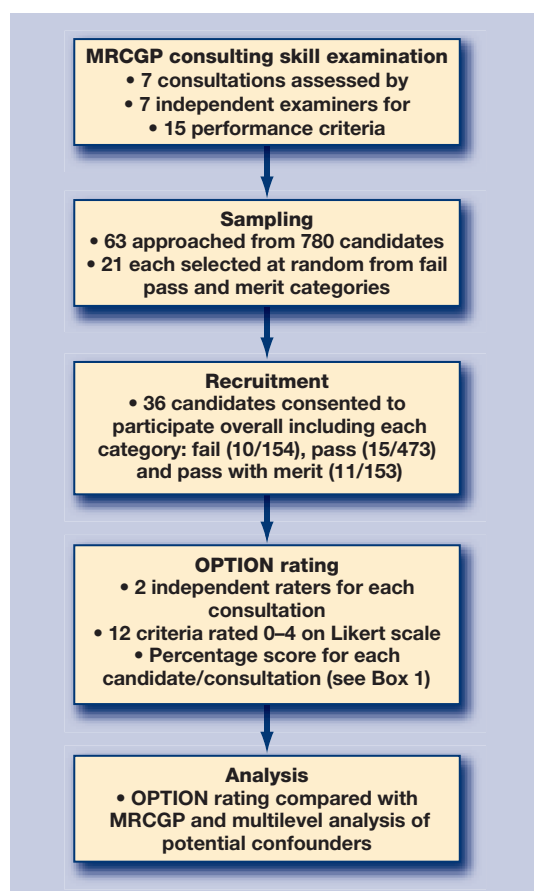 MRCGP consulting skill examination
• 7 consultations assessed by
• 7 independent examiners for
• 15 performance criteria
Sampling
• 63 approached from 780 candidates
• 21 each selected at random from fail
pass and merit categories
Recruitment
• 36 candidates consented to
participate overall including each
category: fail (10/154), pass (15/473)
and pass with merit (11/153)
OPTION rating
• 2 independent raters for each
consultation
• 12 criteria rated 0–4 on Likert scale
• Percentage score for each
candidate/consultation (see Box 1)
Analysis
• OPTION rating compared with
MRCGP and multilevel analysis of
potential confounders